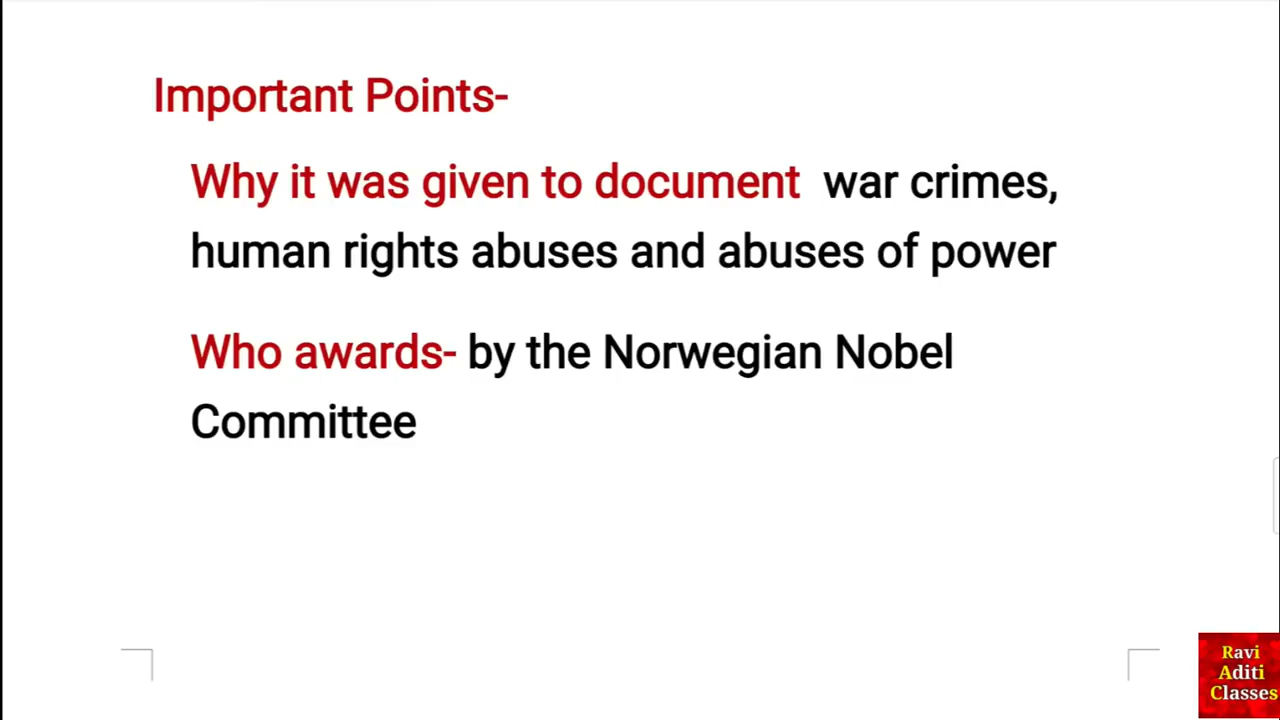 Important Points-
Why it was given to document war crimes,
human rights abuses and abuses of power
Who awards- by the Norwegian Nobel
Committee
Ravi
Aditi
Classes